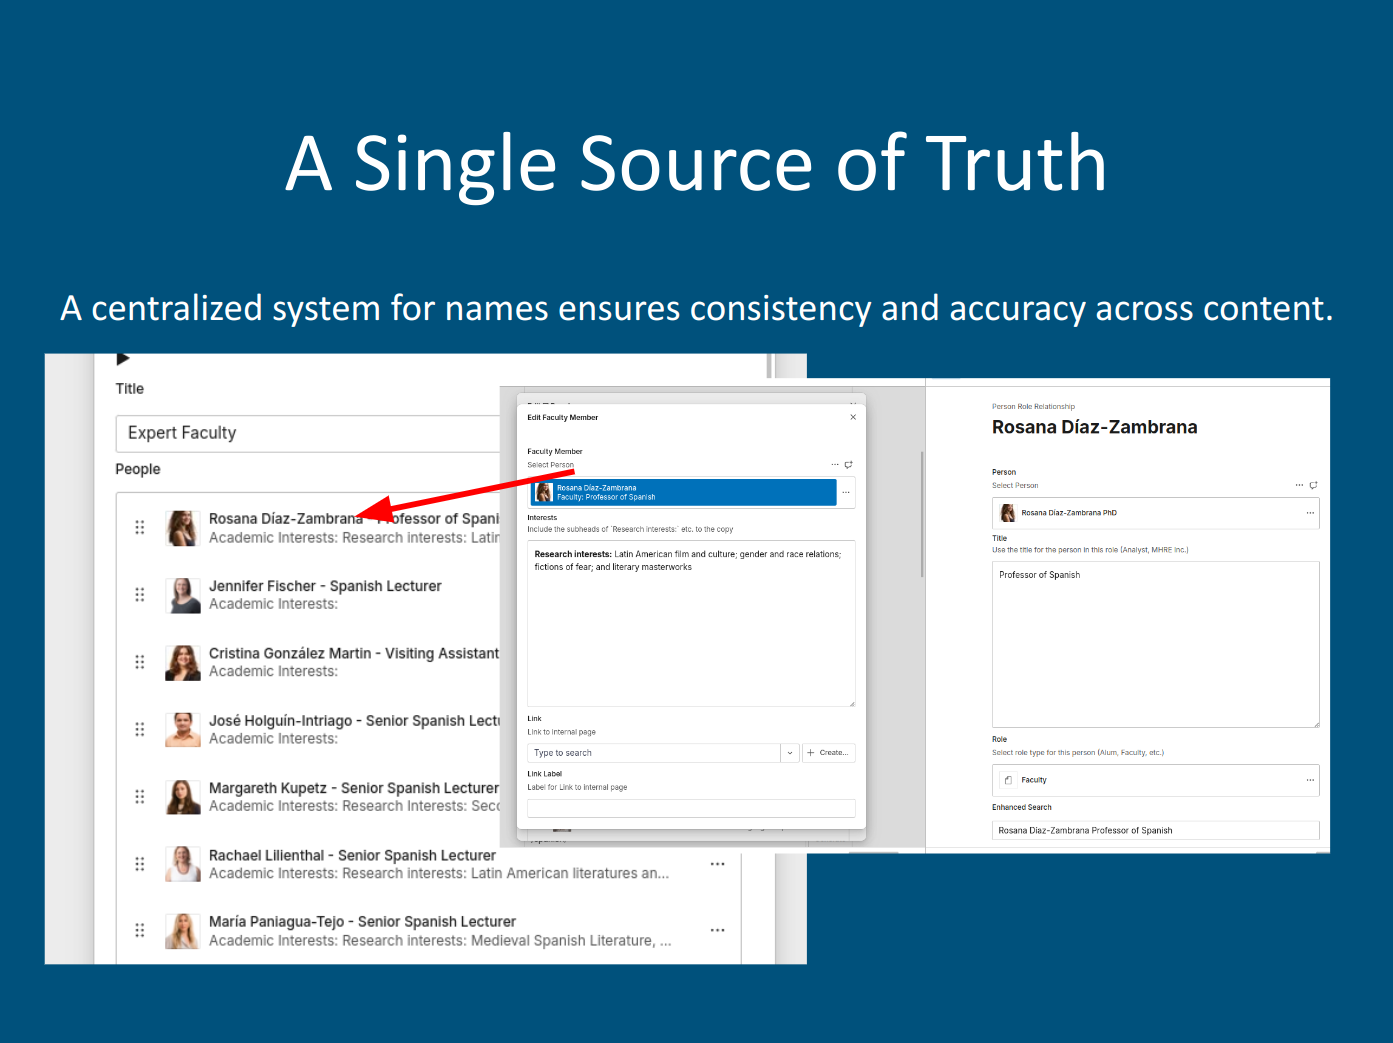 A Single Source of Truth
A centralized system for names ensures consistency and accuracy across content.
Title
Expert Faculty
People
Rosana Díaz-Zambrana - Professor of Spani
Academic Interests: Research interests: Latin
Jennifer Fischer - Spanish Lecturer
Academic Interests:
Cristina González Martin - Visiting Assistant
Academic Interests:
José Holguín-Intriago - Senior Spanish Lectu
Academic Interests:
Margareth Kupetz - Senior Spanish Lecturer
Academic Interests: Research Interests: Seco
Rachael Lilienthal - Senior Spanish Lecturer
Academic Interests: Research interests: Latin American literatures an...
María Paniagua-Tejo - Senior Spanish Lecturer
Academic Interests: Research interests: Medieval Spanish Literature, ...
Edit Faculty Member
Faculty Member
Select Person
Rosana Díaz-Zambrana
Faculty: Professor of Spanish
Interests
Include the subheads of `Research Interests:` etc. to the copy
Research interests: Latin American film and culture; gender and race relations;
fictions of fear; and literary masterworks
Link
Link to internal page
Type to search
Create...
Link Label
Label for Link to internal page
Person Role Relationship
Rosana Díaz-Zambrana
Person
Select Person
Rosana Díaz-Zambrana PhD
Title
Use the title for the person in this role (Analyst, MHRE Inc.)
Professor of Spanish
Role
Select role type for this person (Alum, Faculty, etc.)
Faculty
Enhanced Search
Rosana Díaz-Zambrana Professor of Spanish